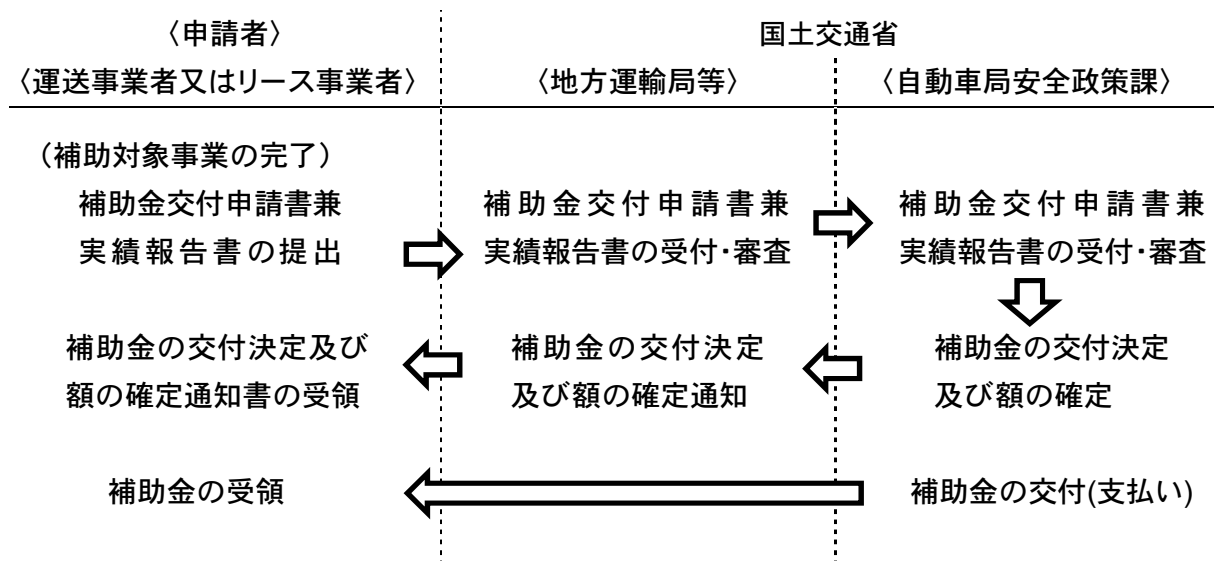 〈申請者〉
国土交通省
〈運送事業者又はリース事業者〉
〈地方運輸局等〉
〈自動車局安全政策課〉
（補助対象事業の完了）
補助金交付申請書兼
実績報告書の提出
補助金交付申請書兼
実績報告書の受付・審査
補助金交付申請書兼
実績報告書の受付・審査
補助金の交付決定及び
額の確定通知書の受領
補助金の交付決定
及び額の確定通知
補助金の交付決定
及び額の確定
補助金の受領
補助金の交付(支払い)